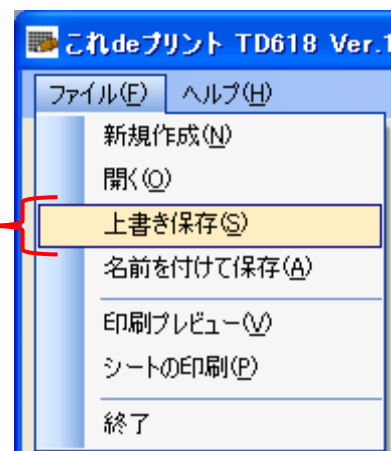 これdeプリント TD618 Ver.1
ファイル(F) ヘルプ(H)
新規作成(N)
開く(O)
上書き保存(S)
名前を付けて保存(A)
印刷プレビュー(V)
シートの印刷(P)
終了